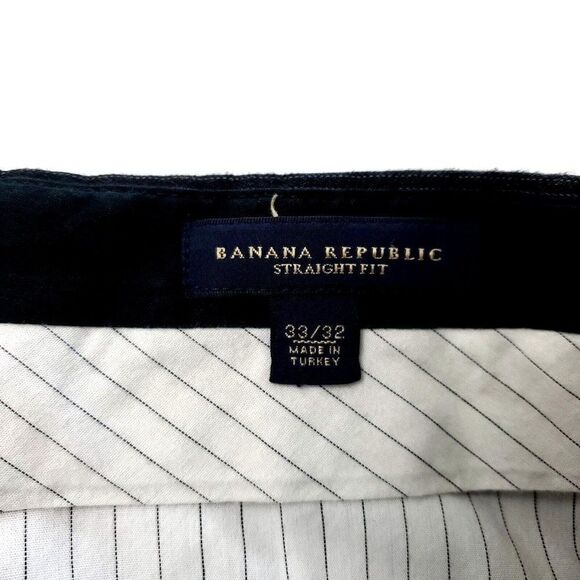 BANANA REPUBLIC
STRAIGHT FIT
33/32
MADE IN
TURKEY